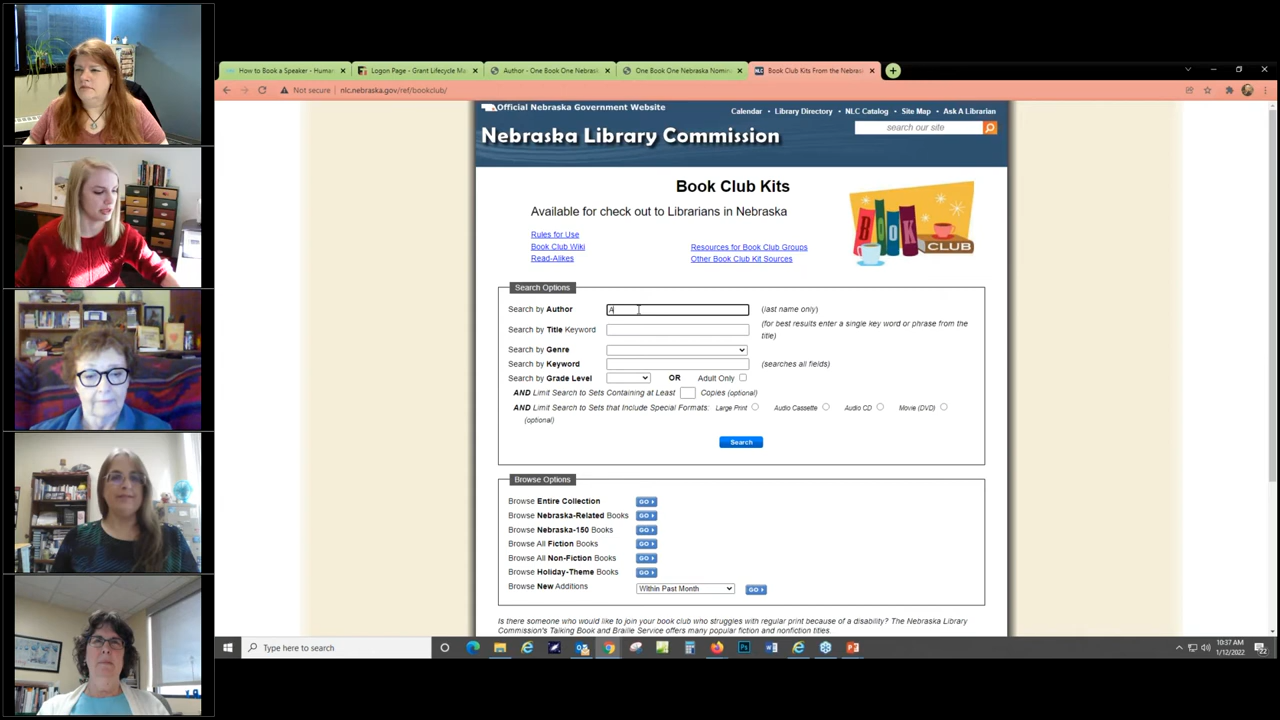 How to Book a Speaker - Human
Logon Page - Grant Lifecycle Ma
Author - One Book One Nebrask
One Book One Nebraska Nomin
Book Club Kits From the Nebras
Not secure | nlc.nebraska.gov/ref/bookclub/
Official Nebraska Government Website
Calendar • Library Directory • NLC Catalog • Site Map • Ask A Librarian
Nebraska Library Commission
search our site
Book Club Kits
Available for check out to Librarians in Nebraska
BOOK CLUB
Rules for Use
Book Club Wiki
Resources for Book Club Groups
Read-Alikes
Other Book Club Kit Sources
Search Options
Search by Author A (last name only)
Search by Title Keyword (for best results enter a single key word or phrase from the
title)
Search by Genre
Search by Keyword (searches all fields)
Search by Grade Level OR Adult Only
AND Limit Search to Sets Containing at Least Copies (optional)
AND Limit Search to Sets that Include Special Formats: Large Print Audio Cassette Audio CD Movie (DVD)
(optional)
Search
Browse Options
Browse Entire Collection GO
Browse Nebraska-Related Books GO
Browse Nebraska-150 Books GO
Browse All Fiction Books GO
Browse All Non-Fiction Books GO
Browse Holiday-Theme Books GO
Browse New Additions Within Past Month GO
Is there someone who would like to join your book club who struggles with regular print because of a disability? The Nebraska Library
Commission's Talking Book and Braille Service offers many popular fiction and nonfiction titles.
Type here to search
10:37 AM
1/12/2022
22